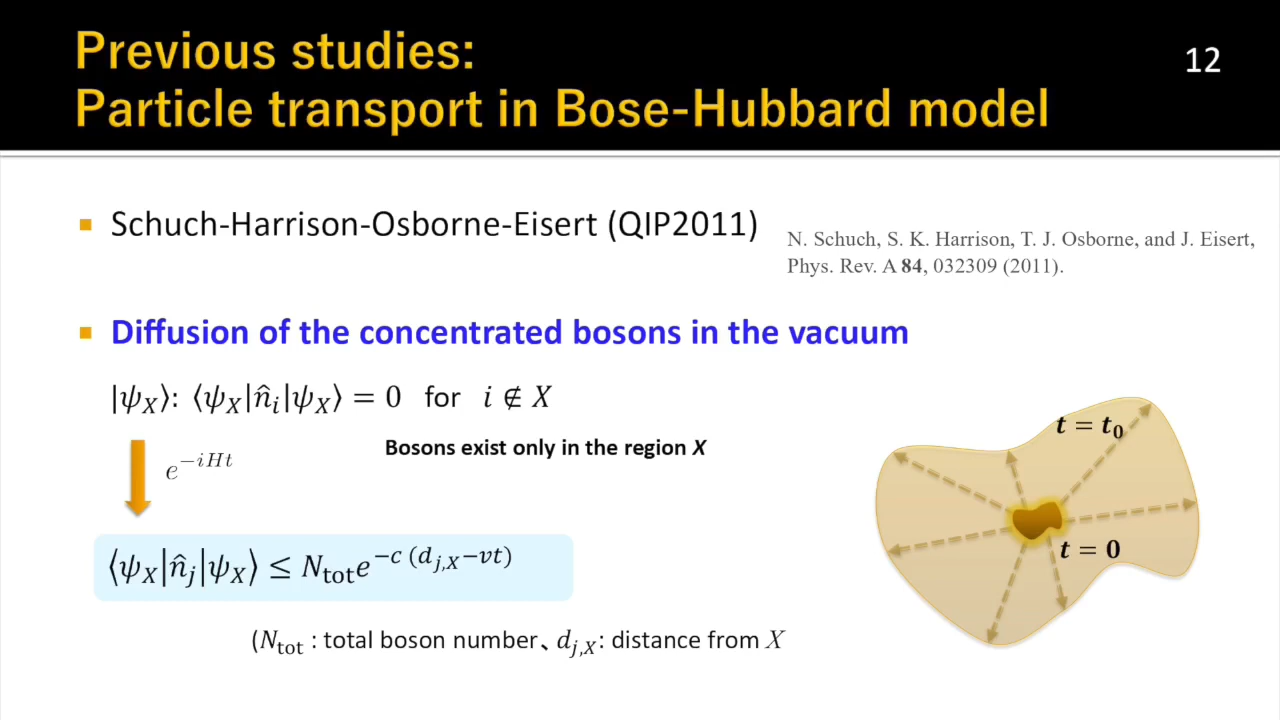 Previous studies:
Particle transport in Bose-Hubbard model
12
▪ Schuch-Harrison-Osborne-Eisert (QIP2011)
N. Schuch, S. K. Harrison, T. J. Osborne, and J. Eisert,
Phys. Rev. A 84, 032309 (2011).
▪ Diffusion of the concentrated bosons in the vacuum
|ψ_X⟩: ⟨ψ_X|n̂_i|ψ_X⟩ = 0 for i ∉ X
Bosons exist only in the region X
e^{−iHt}
⟨ψ_X|n̂_j|ψ_X⟩ ≤ N_tot e^{−c (d_{j,X}−vt)}
(N_tot : total boson number、d_{j,X}: distance from X
t = t_0
t = 0